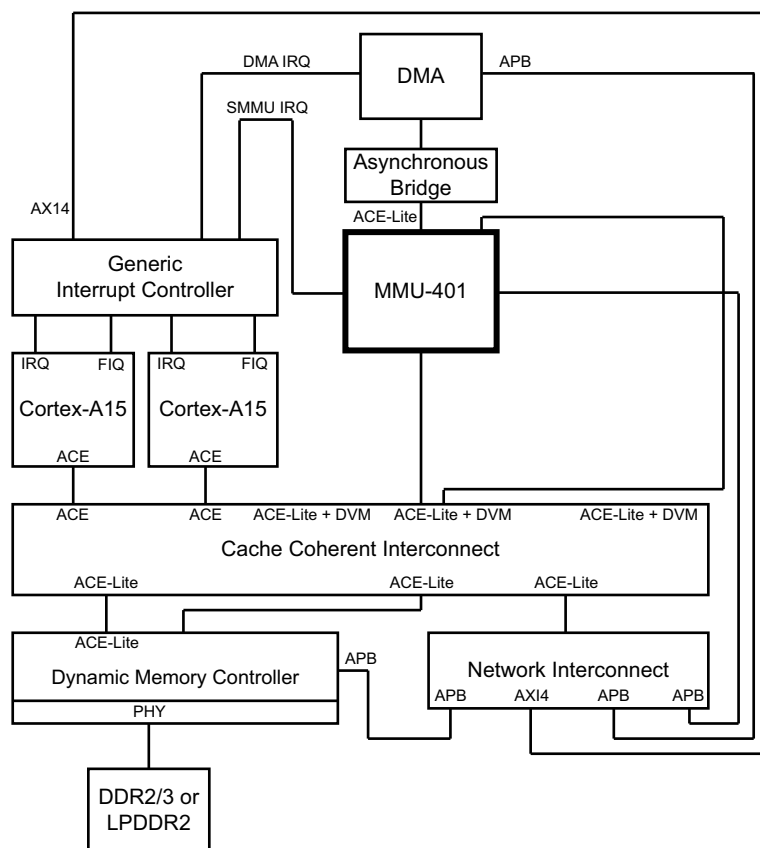 DMA IRQ
DMA
APB
SMMU IRQ
Asynchronous
Bridge
AX14
ACE-Lite
Generic
Interrupt Controller
MMU-401
IRQ
FIQ
IRQ
FIQ
Cortex-A15
Cortex-A15
ACE
ACE
ACE
ACE
ACE-Lite + DVM
ACE-Lite + DVM
ACE-Lite + DVM
Cache Coherent Interconnect
ACE-Lite
ACE-Lite
ACE-Lite
ACE-Lite
Dynamic Memory Controller
APB
Network Interconnect
APB
AXI4
APB
APB
PHY
DDR2/3 or
LPDDR2